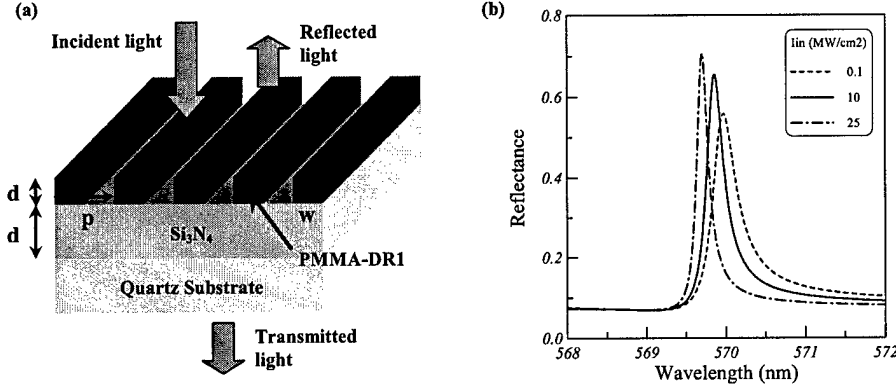 (a)
Incident light
Reflected
light
d
p
w
d
Si3N4
PMMA-DR1
Quartz Substrate
Transmitted
light
(b)
0.8
Iin (MW/cm2)
0.1
10
25
0.6
0.4
0.2
0.0
Reflectance
568
569
570
571
572
Wavelength (nm)